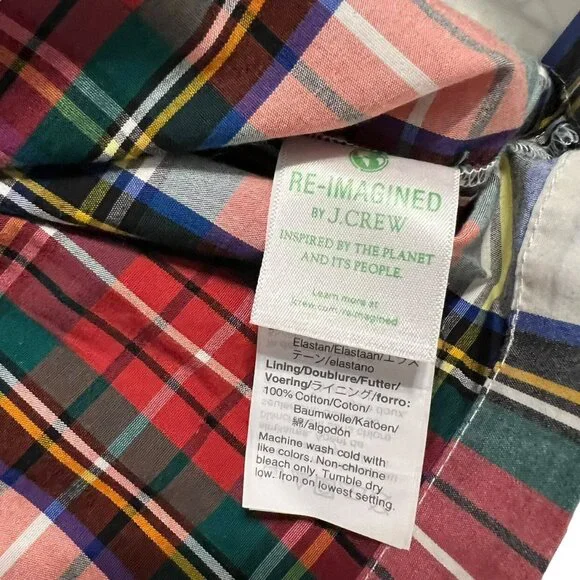 RE-IMAGINED
BY J.CREW
INSPIRED BY THE PLANET
AND ITS PEOPLE.
Learn more at
jcrew.com/re-imagined
Elastan/Elastaan/エラス
テーン/elastano
Lining/Doublure/Futter/
Voering/ライニング/forro:
100% Cotton/Coton/
Baumwolle/Katoen/
綿/algodón
Machine wash cold with
like colors. Non-chlorine
bleach only. Tumble dry
low. Iron on lowest setting.